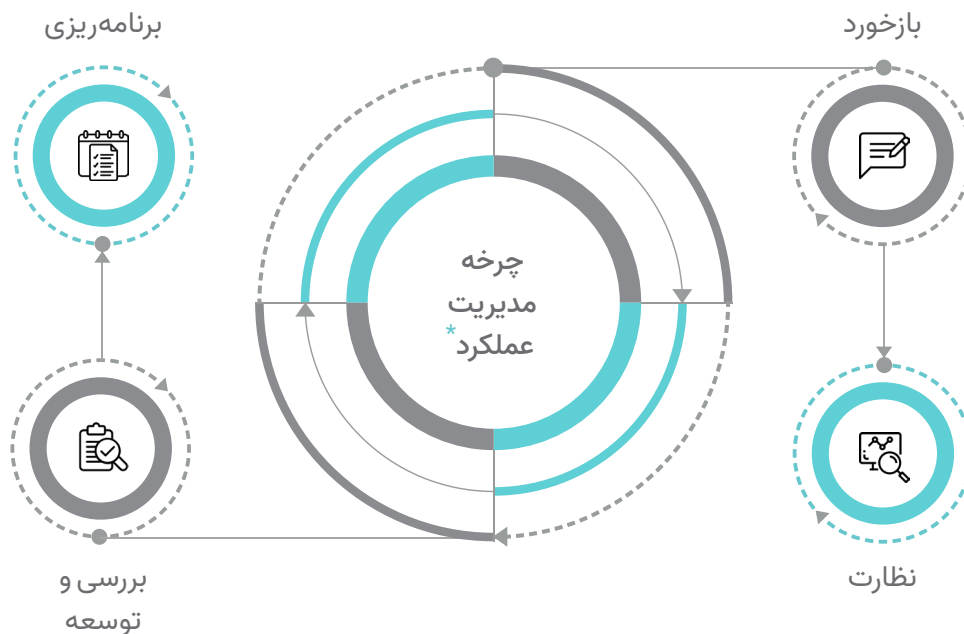 بازخورد
برنامه‌ریزی
چرخه
مدیریت
عملکرد*
نظارت
بررسی و
توسعه